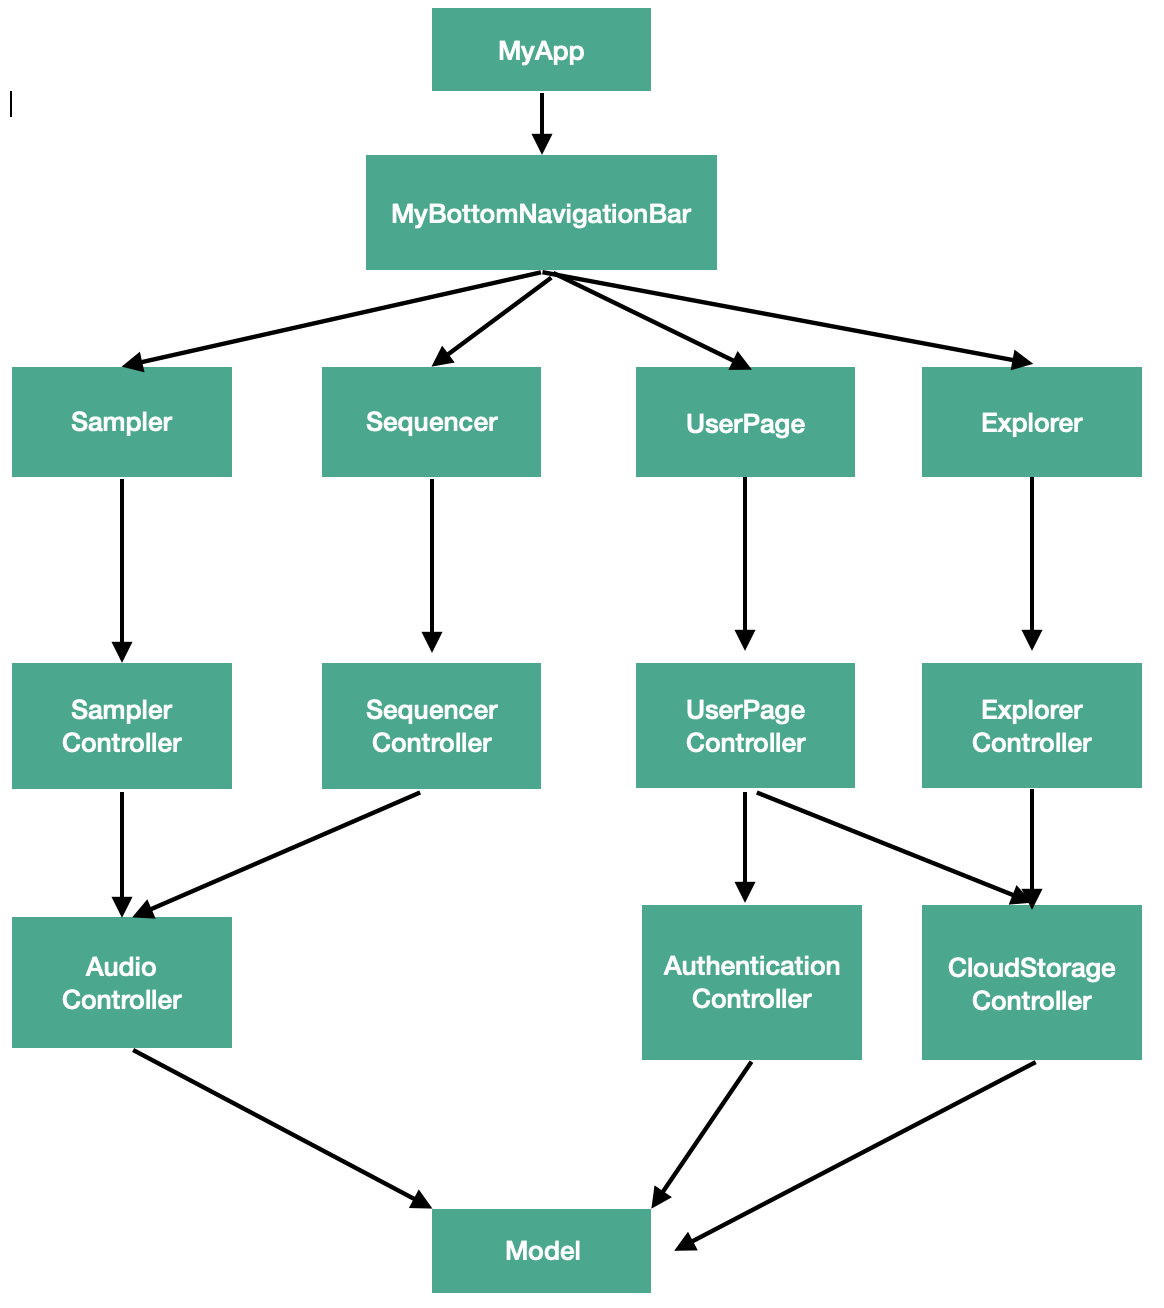 MyApp
MyBottomNavigationBar
Sampler
Sequencer
UserPage
Explorer
Sampler
Controller
Sequencer
Controller
UserPage
Controller
Explorer
Controller
Audio
Controller
Authentication
Controller
CloudStorage
Controller
Model